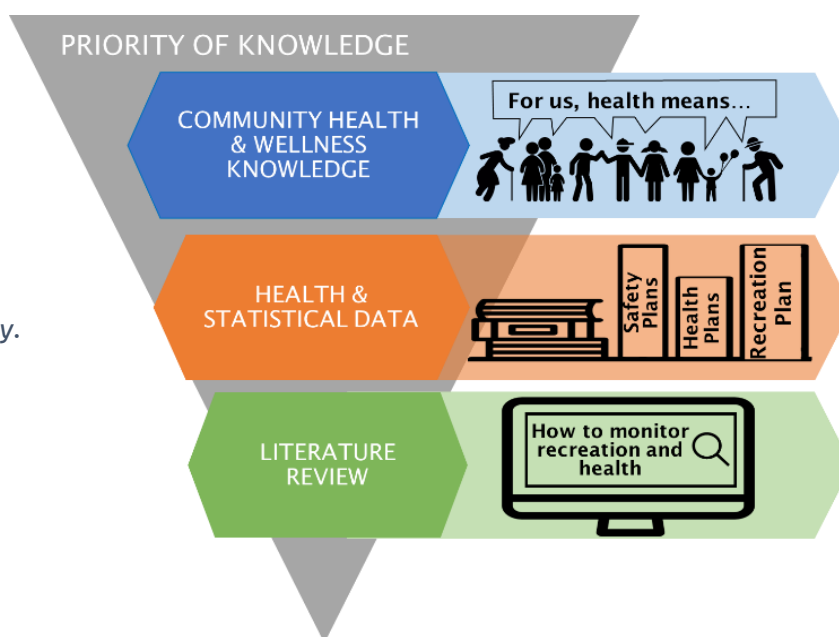 PRIORITY OF KNOWLEDGE
COMMUNITY HEALTH
& WELLNESS
KNOWLEDGE
For us, health means...
HEALTH &
STATISTICAL DATA
Safety
Plans
Health
Plans
Recreation
Plan
y.
LITERATURE
REVIEW
How to monitor
recreation and
health